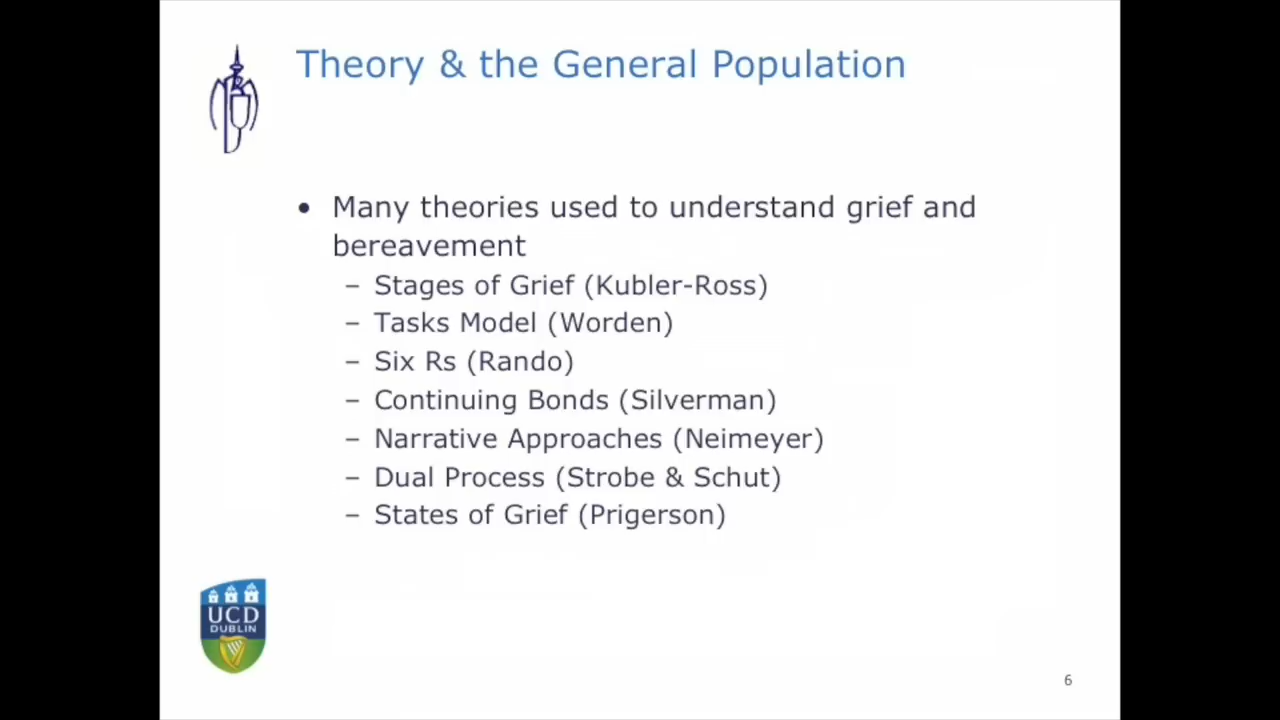 Theory & the General Population
• Many theories used to understand grief and
bereavement
– Stages of Grief (Kubler-Ross)
– Tasks Model (Worden)
– Six Rs (Rando)
– Continuing Bonds (Silverman)
– Narrative Approaches (Neimeyer)
– Dual Process (Strobe & Schut)
– States of Grief (Prigerson)
UCD
DUBLIN
6